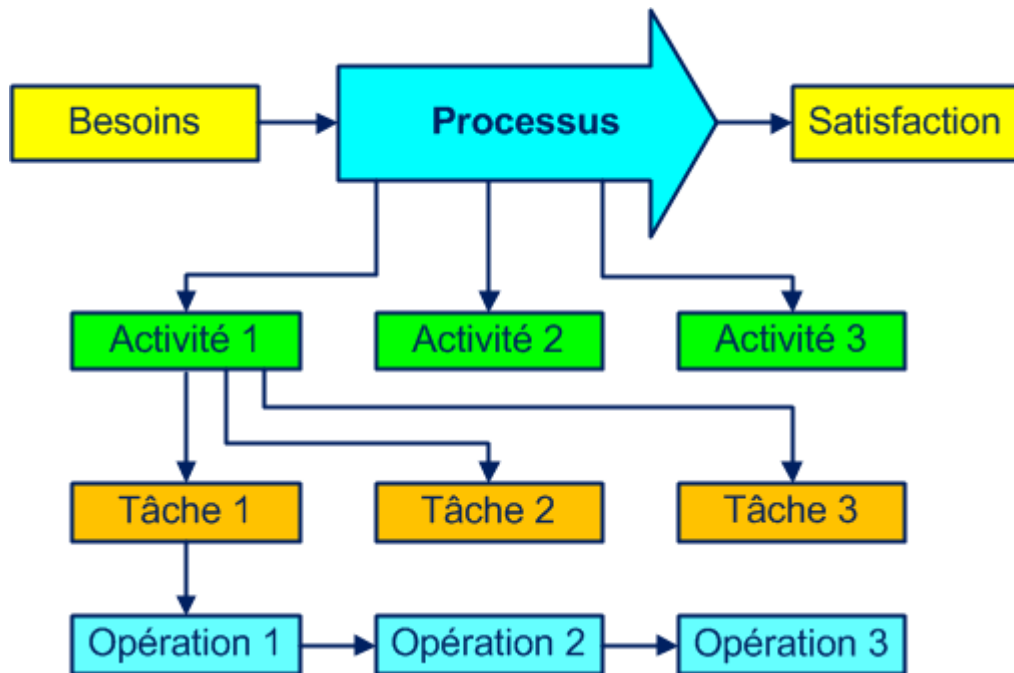 Besoins
Processus
Satisfaction
Activité 1
Activité 2
Activité 3
Tâche 1
Tâche 2
Tâche 3
Opération 1
Opération 2
Opération 3